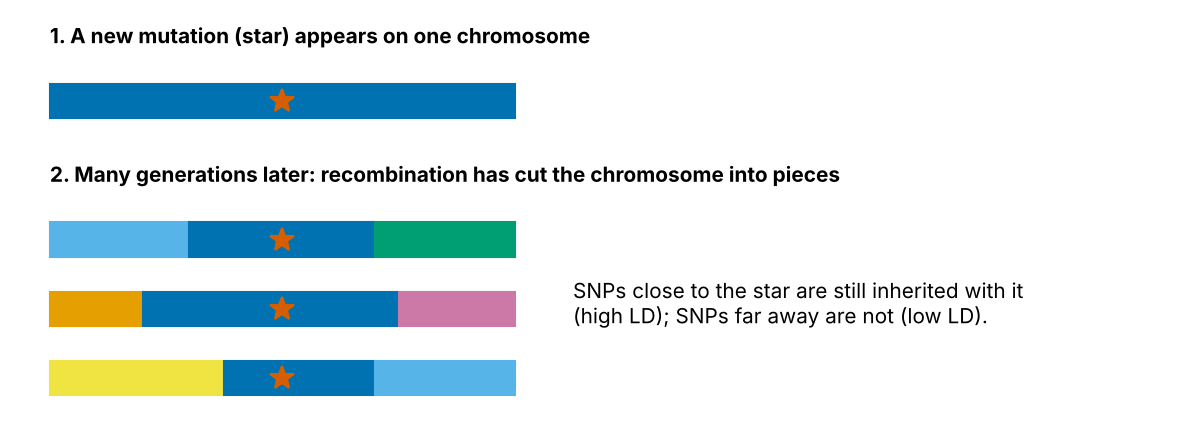 1. A new mutation (star) appears on one chromosome
2. Many generations later: recombination has cut the chromosome into pieces
SNPs close to the star are still inherited with it
(high LD); SNPs far away are not (low LD).